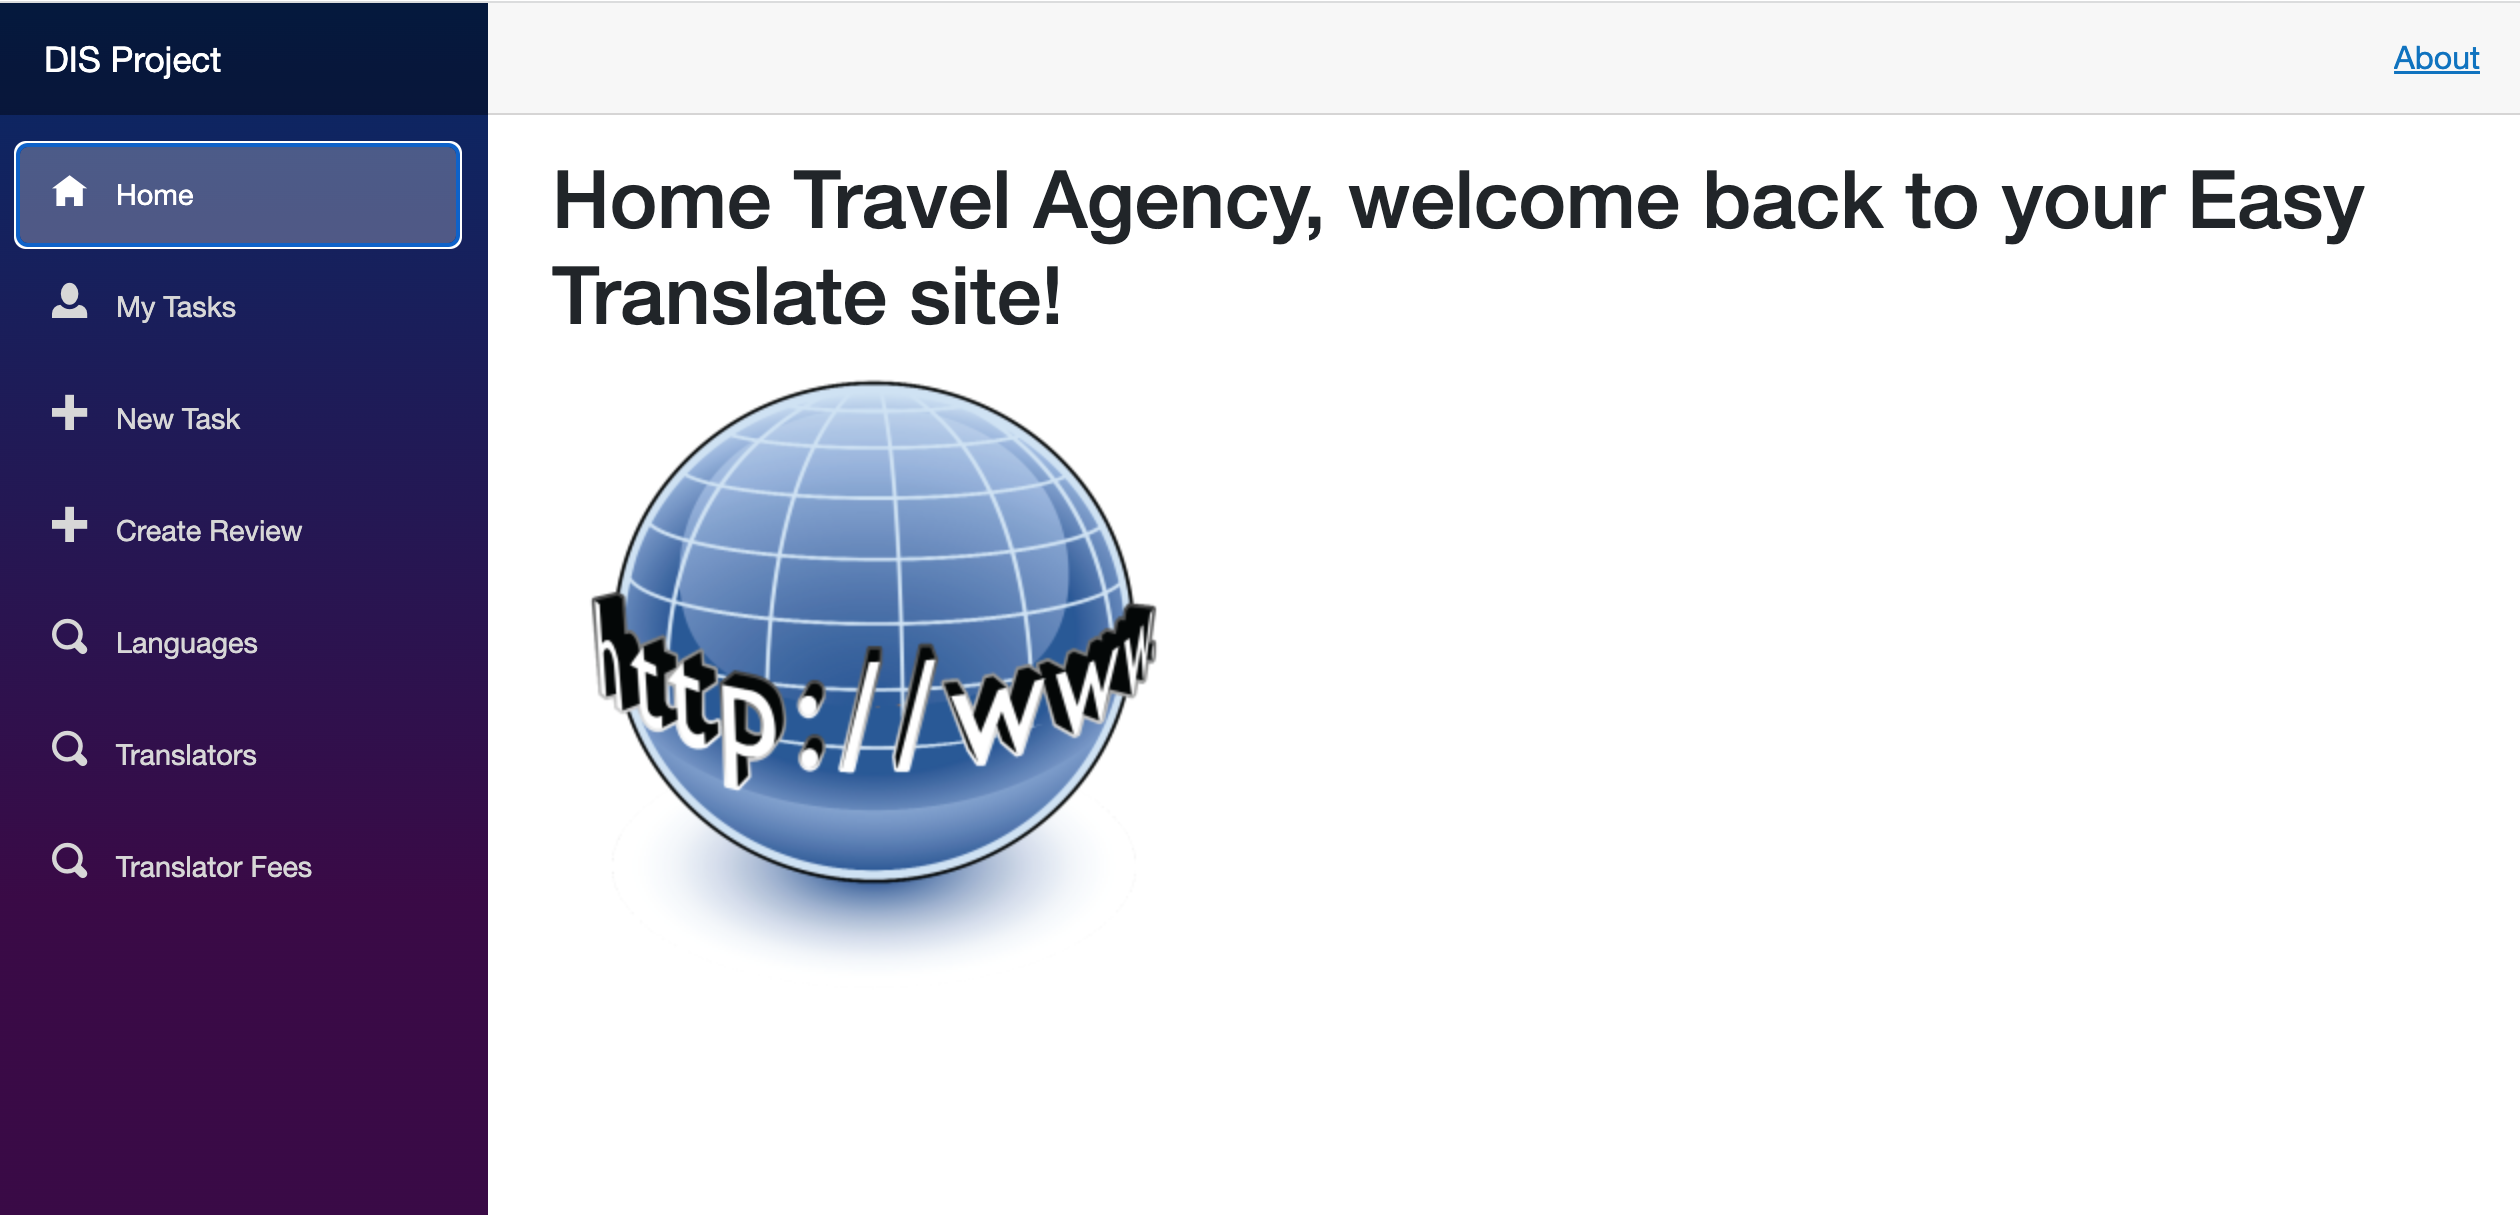 DIS Project
About
Home
My Tasks
New Task
Create Review
Languages
Translators
Translator Fees
Home Travel Agency, welcome back to your Easy
Translate site!
http://www.